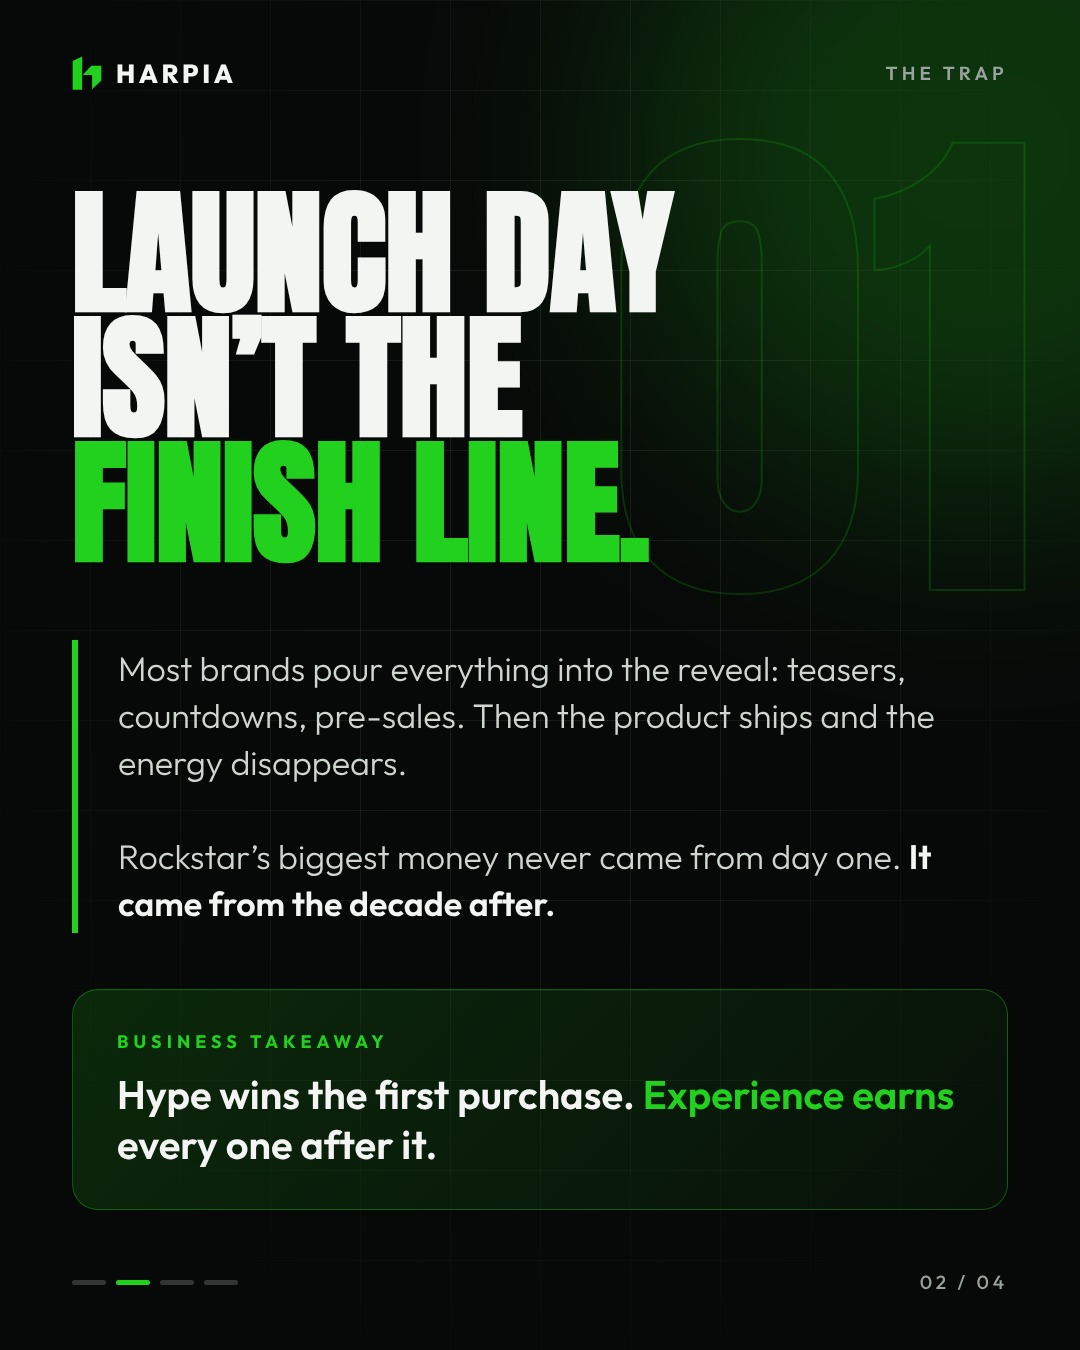 HARPIA
THE TRAP
01
LAUNCH DAY
ISN’T THE
FINISH LINE.
Most brands pour everything into the reveal: teasers,
countdowns, pre-sales. Then the product ships and the
energy disappears.
Rockstar’s biggest money never came from day one. It
came from the decade after.
BUSINESS TAKEAWAY
Hype wins the first purchase. Experience earns
every one after it.
02 / 04